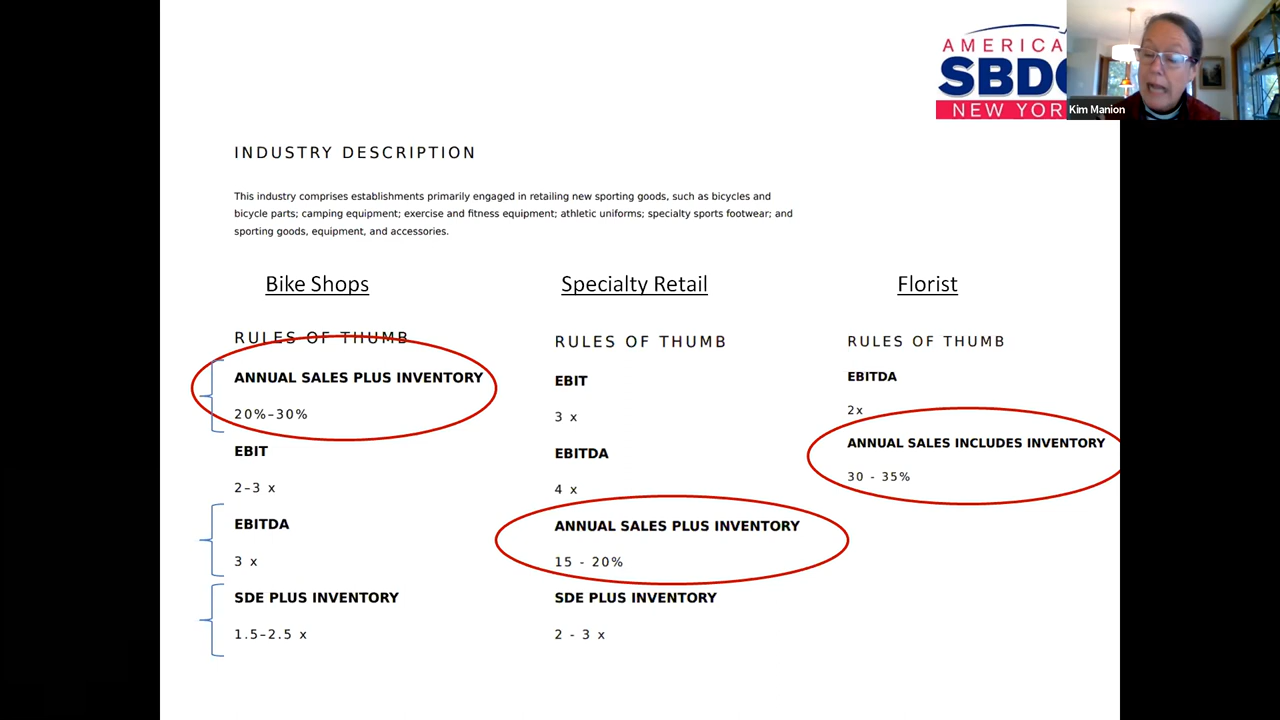 AMERICA
SBDC
NEW YOR
Kim Manion
INDUSTRY DESCRIPTION
This industry comprises establishments primarily engaged in retailing new sporting goods, such as bicycles and
bicycle parts; camping equipment; exercise and fitness equipment; athletic uniforms; specialty sports footwear; and
sporting goods, equipment, and accessories.
Bike Shops
RULES OF THUMB
ANNUAL SALES PLUS INVENTORY
20%–30%
EBIT
2–3 x
EBITDA
3 x
SDE PLUS INVENTORY
1.5–2.5 x
Specialty Retail
RULES OF THUMB
EBIT
3 x
EBITDA
4 x
ANNUAL SALES PLUS INVENTORY
15 - 20%
SDE PLUS INVENTORY
2 - 3 x
Florist
RULES OF THUMB
EBITDA
2x
ANNUAL SALES INCLUDES INVENTORY
30 - 35%